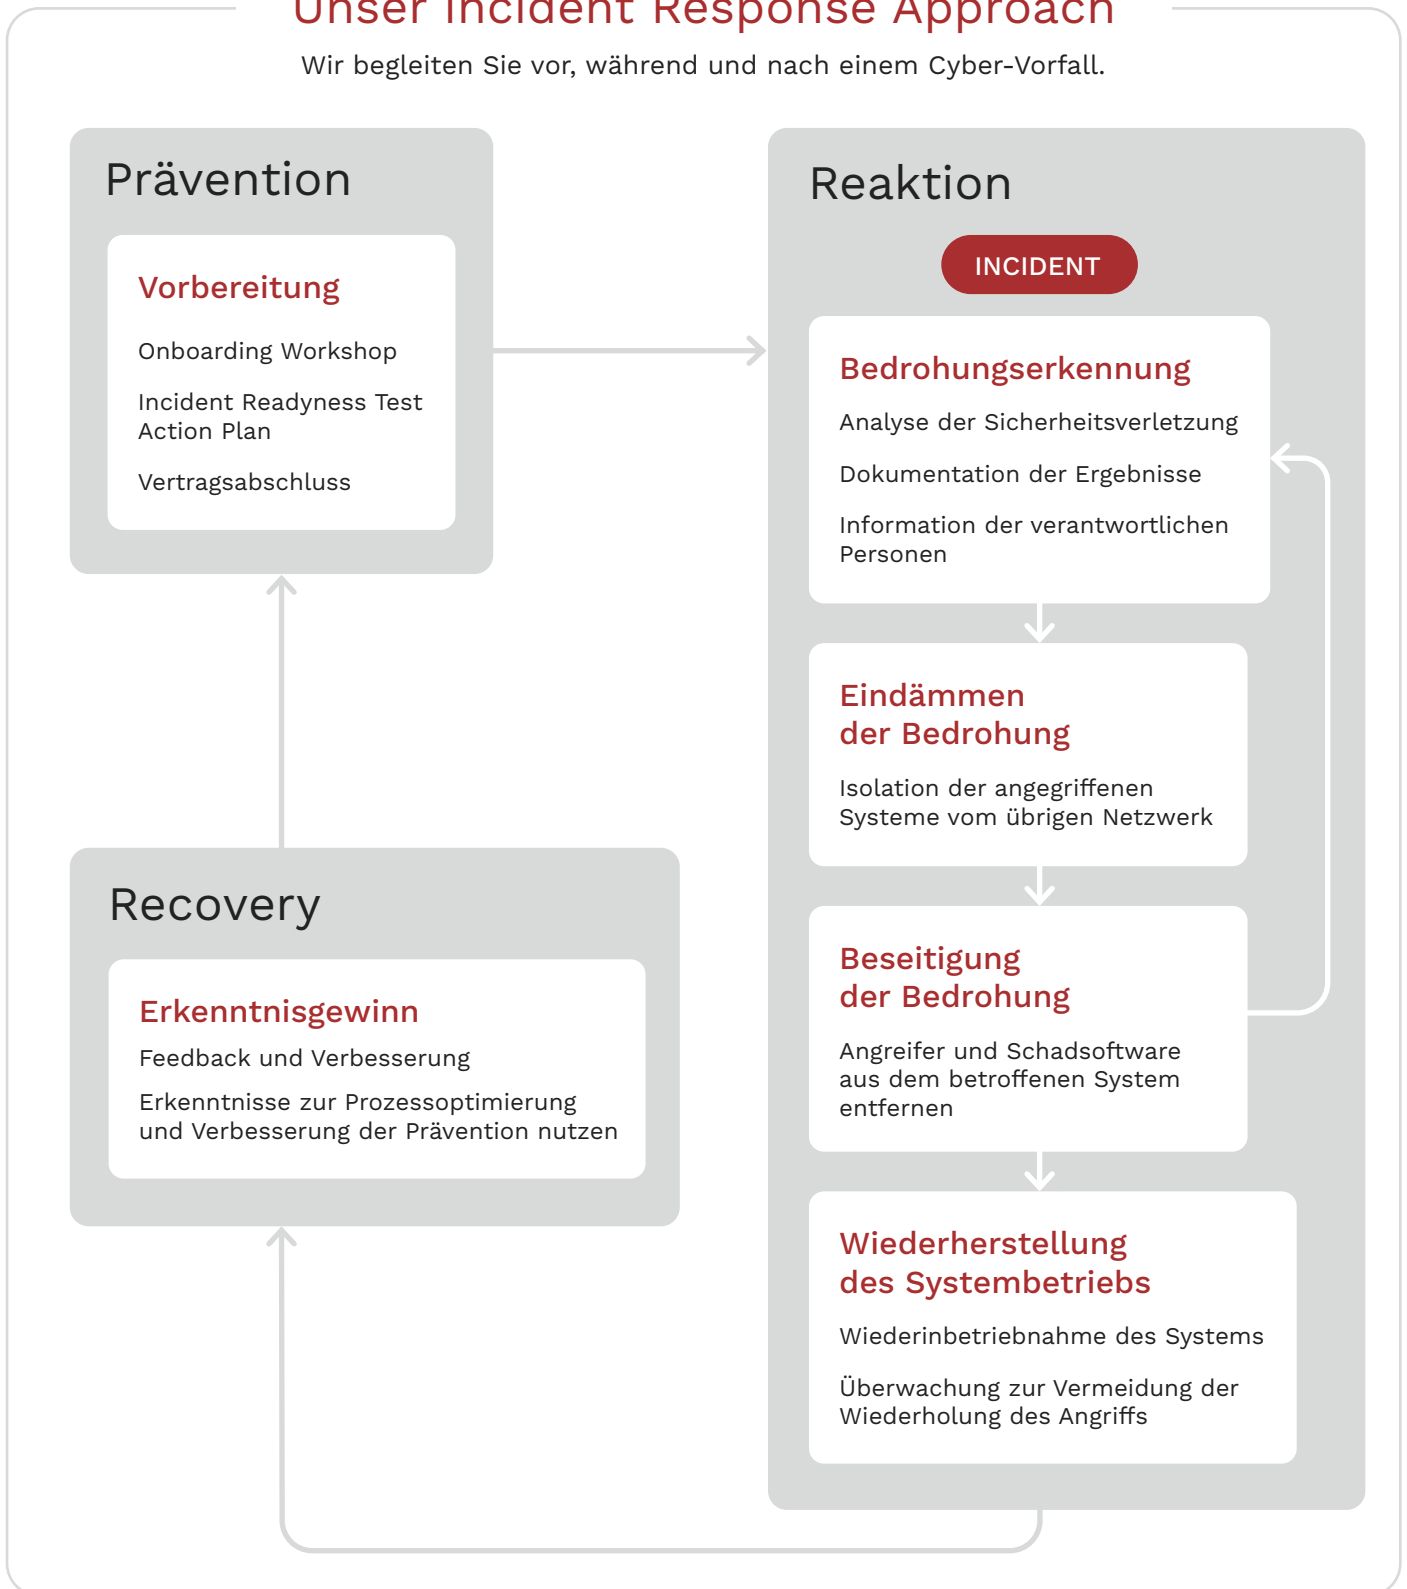 Unser Incident Response Approach
Wir begleiten Sie vor, während und nach einem Cyber-Vorfall.
Prävention
Vorbereitung
Onboarding Workshop
Incident Readyness Test
Action Plan
Vertragsabschluss
Reaktion
INCIDENT
Bedrohungserkennung
Analyse der Sicherheitsverletzung
Dokumentation der Ergebnisse
Information der verantwortlichen
Personen
Eindämmen
der Bedrohung
Isolation der angegriffenen
Systeme vom übrigen Netzwerk
Beseitigung
der Bedrohung
Angreifer und Schadsoftware
aus dem betroffenen System
entfernen
Wiederherstellung
des Systembetriebs
Wiederinbetriebnahme des Systems
Überwachung zur Vermeidung der
Wiederholung des Angriffs
Recovery
Erkenntnisgewinn
Feedback und Verbesserung
Erkenntnisse zur Prozessoptimierung
und Verbesserung der Prävention nutzen